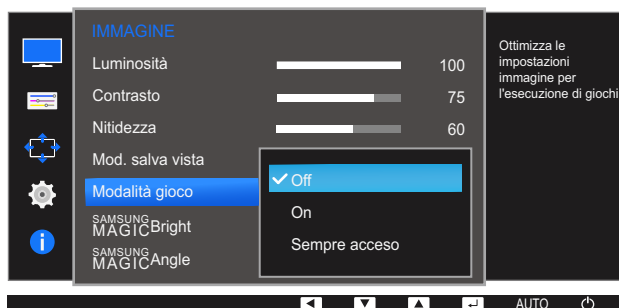 IMMAGINE
Luminosità 100
Contrasto 75
Nitidezza 60
Mod. salva vista
Modalità gioco
SAMSUNG
MAGICBright
SAMSUNG
MAGICAngle
Off
On
Sempre acceso
Ottimizza le
impostazioni
immagine per
l'esecuzione di giochi
AUTO